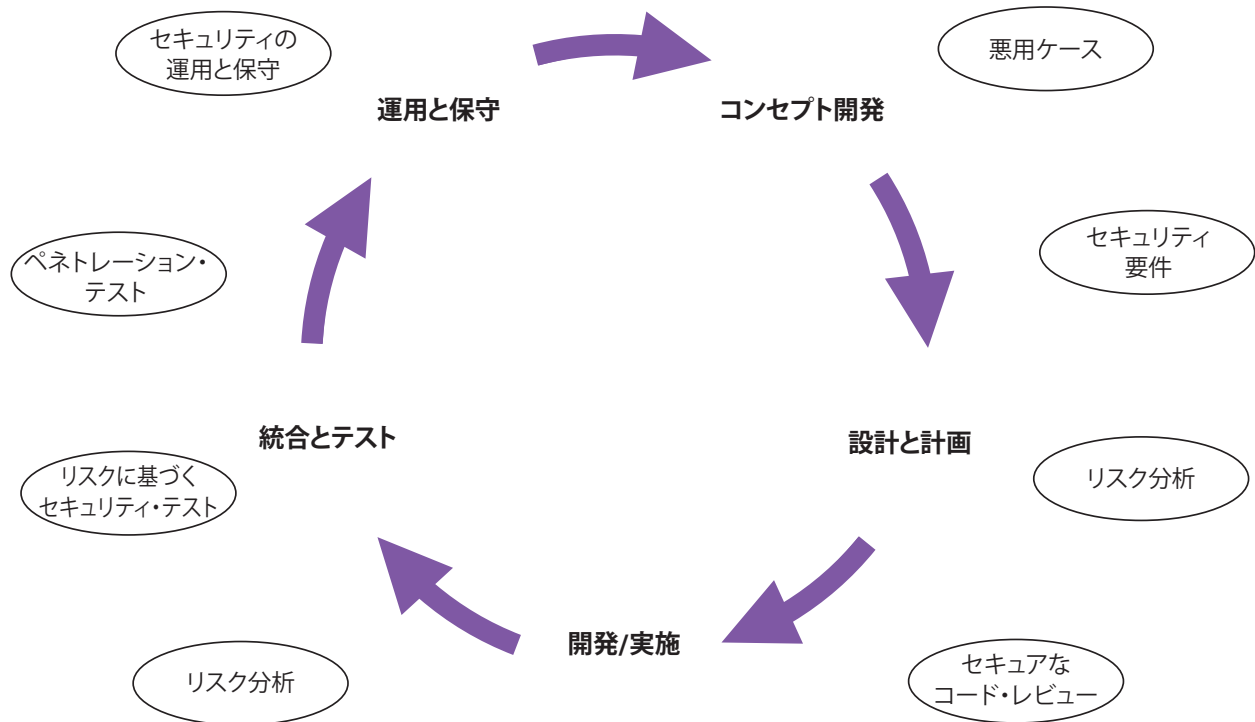 セキュリティの
運用と保守
悪用ケース
運用と保守
コンセプト開発
ペネトレーション・
テスト
セキュリティ
要件
統合とテスト
設計と計画
リスクに基づく
セキュリティ・テスト
リスク分析
開発/実施
リスク分析
セキュアな
コード・レビュー